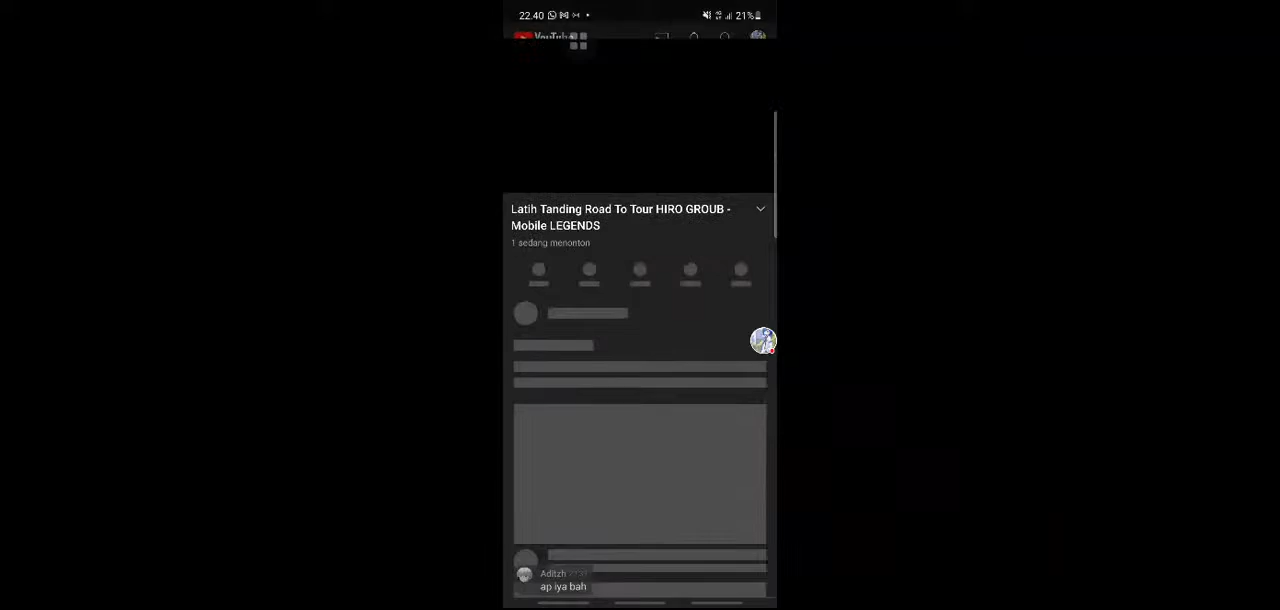 22.40
21%
YouTube
Latih Tanding Road To Tour HIRO GROUB -
Mobile LEGENDS
1 sedang menonton
Aditzh
ap iya bah